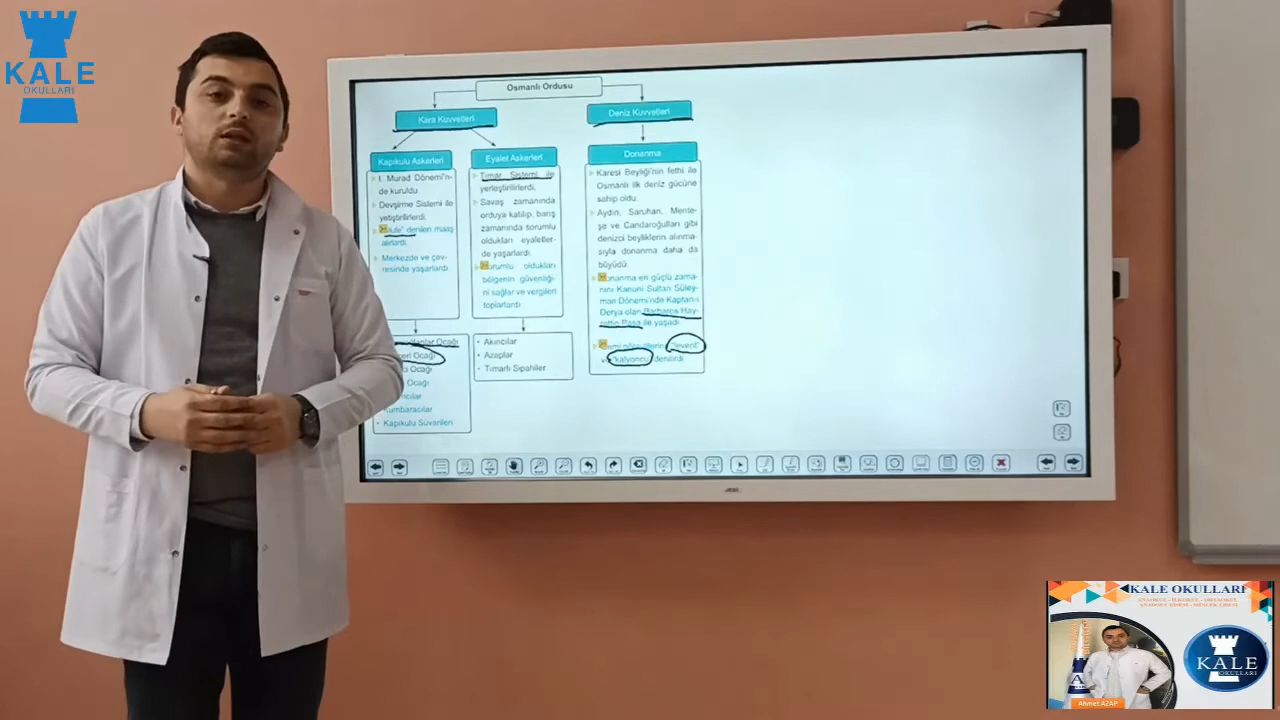 KALE
OKULLARI
Osmanlı Ordusu
Kara Kuvvetleri
Deniz Kuvvetleri
Kapıkulu Askerleri
I. Murad Dönemi'n-
de kuruldu
Devşirme Sistemi ile
yetiştirilirlerdi.
denilen maaş
alırlardı.
Merkezde ve çev-
resinde yaşarlardı
Ocağı
Ocağı
Ocağı
Ocağı
Kumbaracılar
Kapıkulu Süvarileri
Eyalet Askerleri
Tımar Sistemi ile
yerleştirilirlerdi.
Savaş zamanında
orduya katılıp, barış
zamanında sorumlu
oldukları eyaletler-
de yaşarlardı.
oldukları
bölgenin güvenliği-
ni sağlar ve vergileri
toplarlardı
Akıncılar
Azaplar
Tımarlı Sipahiler
Donanma
Karesi Beyliği'nin fethi ile
Osmanlı ilk deniz gücüne
sahip oldu.
Aydın, Saruhan, Mente-
şe ve Candaroğulları gibi
denizci beyliklerin alınma-
sıyla donanma daha da
büyüdü.
en güçlü zama-
nını Kanuni Sultan Süley-
man Dönemi'nde Kaptan-ı
Derya olan Barbaros Hay-
rettin Paşa ile yaşadı.
"levent"
"kalyoncu" denilirdi
KALE OKULLARI
KALE
OKULLARI
Ahmet AZAP